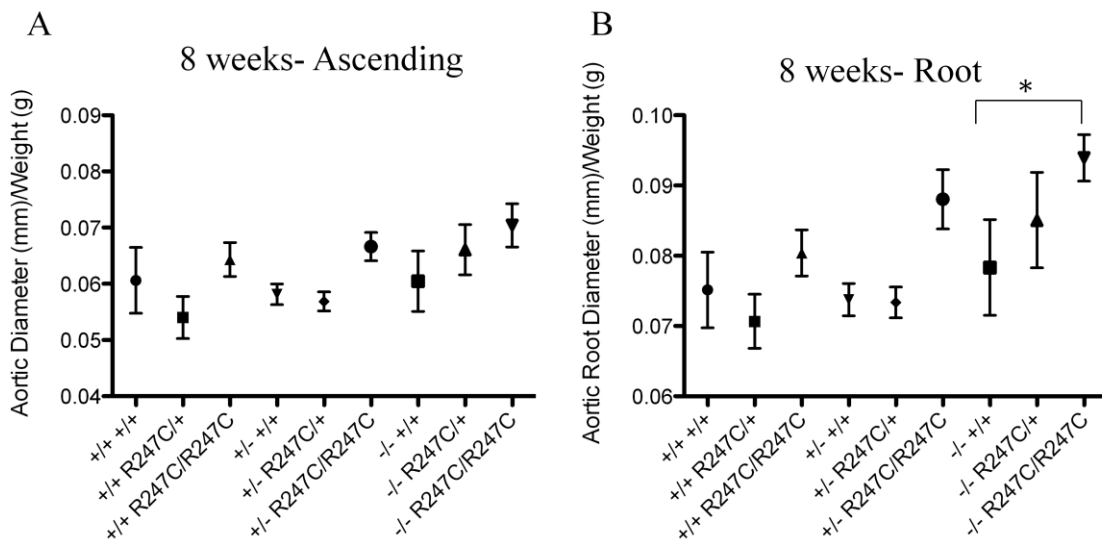 A
8 weeks- Ascending
Aortic Diameter (mm)/Weight (g)
0.09
0.08
0.07
0.06
0.05
0.04
+/+ +/+
+/+ R247C/+
+/+ R247C/R247C
+/- +/+
+/- R247C/+
+/- R247C/R247C
-/- +/+
-/- R247C/+
-/- R247C/R247C
B
8 weeks- Root
*
Aortic Root Diameter (mm)/Weight (g)
0.10
0.09
0.08
0.07
0.06
+/+ +/+
+/+ R247C/+
+/+ R247C/R247C
+/- +/+
+/- R247C/+
+/- R247C/R247C
-/- +/+
-/- R247C/+
-/- R247C/R247C